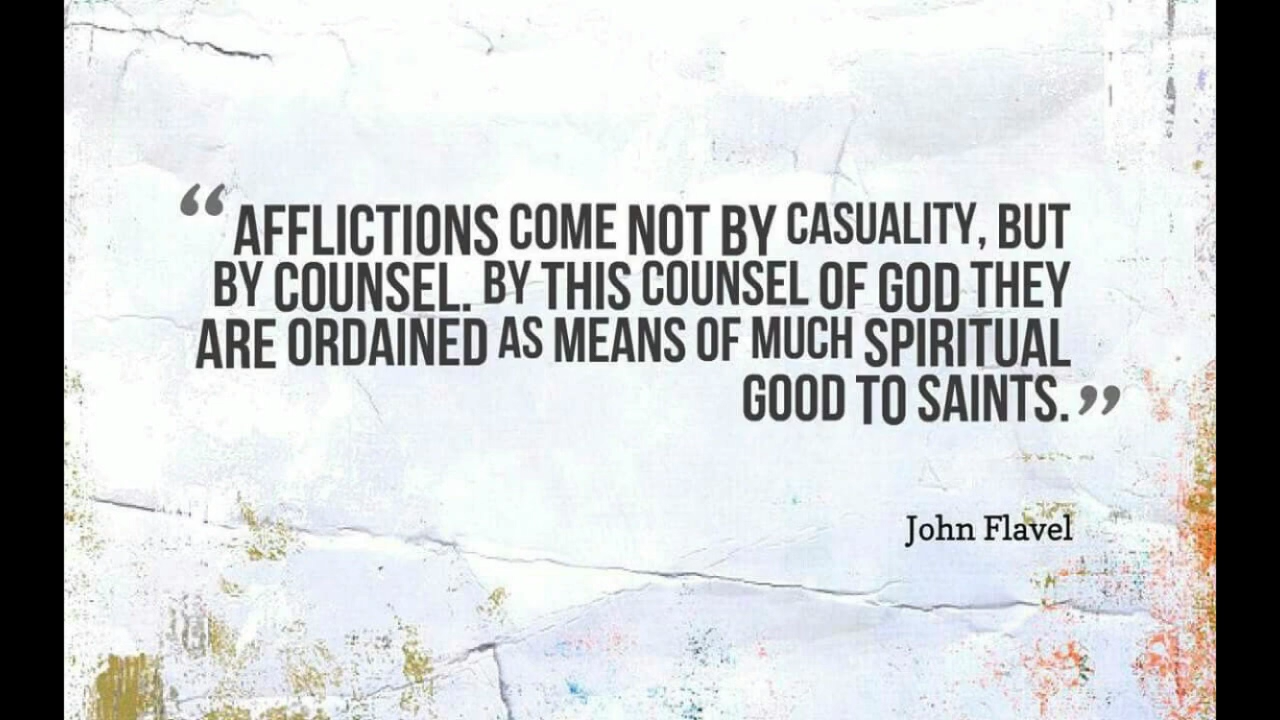 “AFFLICTIONS COME NOT BY CASUALITY, BUT
BY COUNSEL. BY THIS COUNSEL OF GOD THEY
ARE ORDAINED AS MEANS OF MUCH SPIRITUAL
GOOD TO SAINTS.”
John Flavel